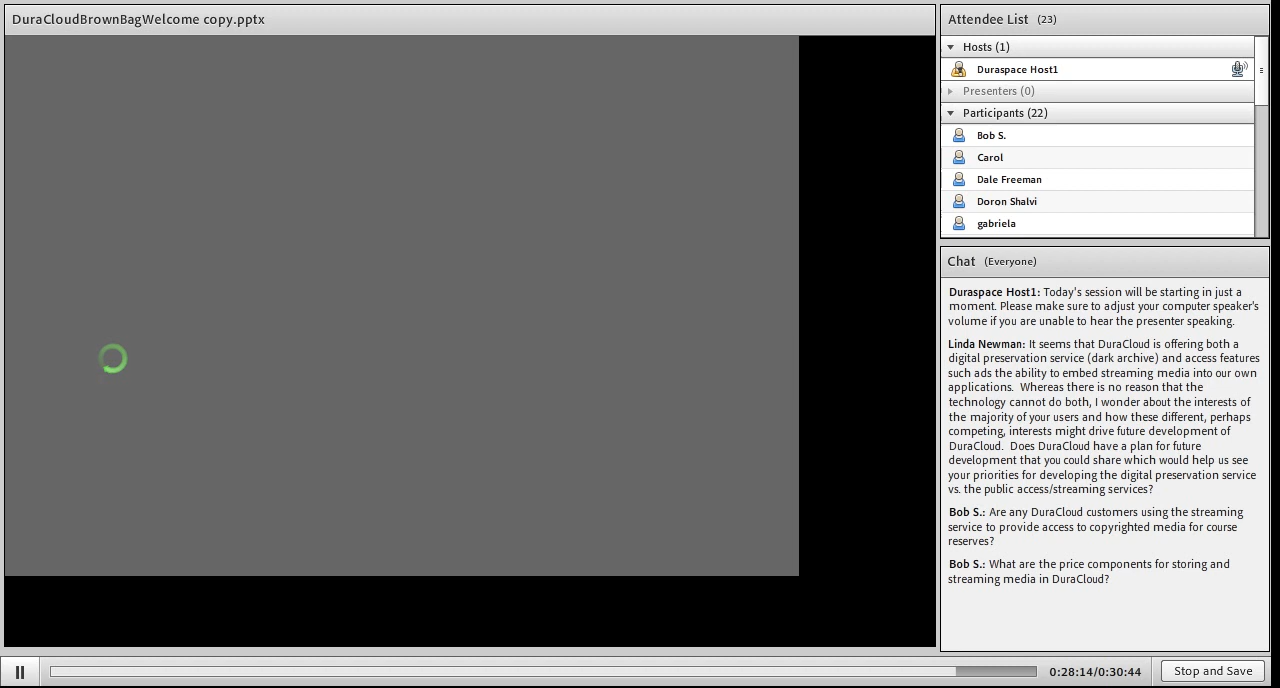 DuraCloudBrownBagWelcome copy.pptx
Attendee List (23)
Hosts (1)
Duraspace Host1
Presenters (0)
Participants (22)
Bob S.
Carol
Dale Freeman
Doron Shalvi
gabriela
Chat (Everyone)
Duraspace Host1: Today's session will be starting in just a
moment. Please make sure to adjust your computer speaker's
volume if you are unable to hear the presenter speaking.
Linda Newman: It seems that DuraCloud is offering both a
digital preservation service (dark archive) and access features
such ads the ability to embed streaming media into our own
applications. Whereas there is no reason that the
technology cannot do both, I wonder about the interests of
the majority of your users and how these different, perhaps
competing, interests might drive future development of
DuraCloud. Does DuraCloud have a plan for future
development that you could share which would help us see
your priorities for developing the digital preservation service
vs. the public access/streaming services?
Bob S.: Are any DuraCloud customers using the streaming
service to provide access to copyrighted media for course
reserves?
Bob S.: What are the price components for storing and
streaming media in DuraCloud?
0:28:14/0:30:44
Stop and Save